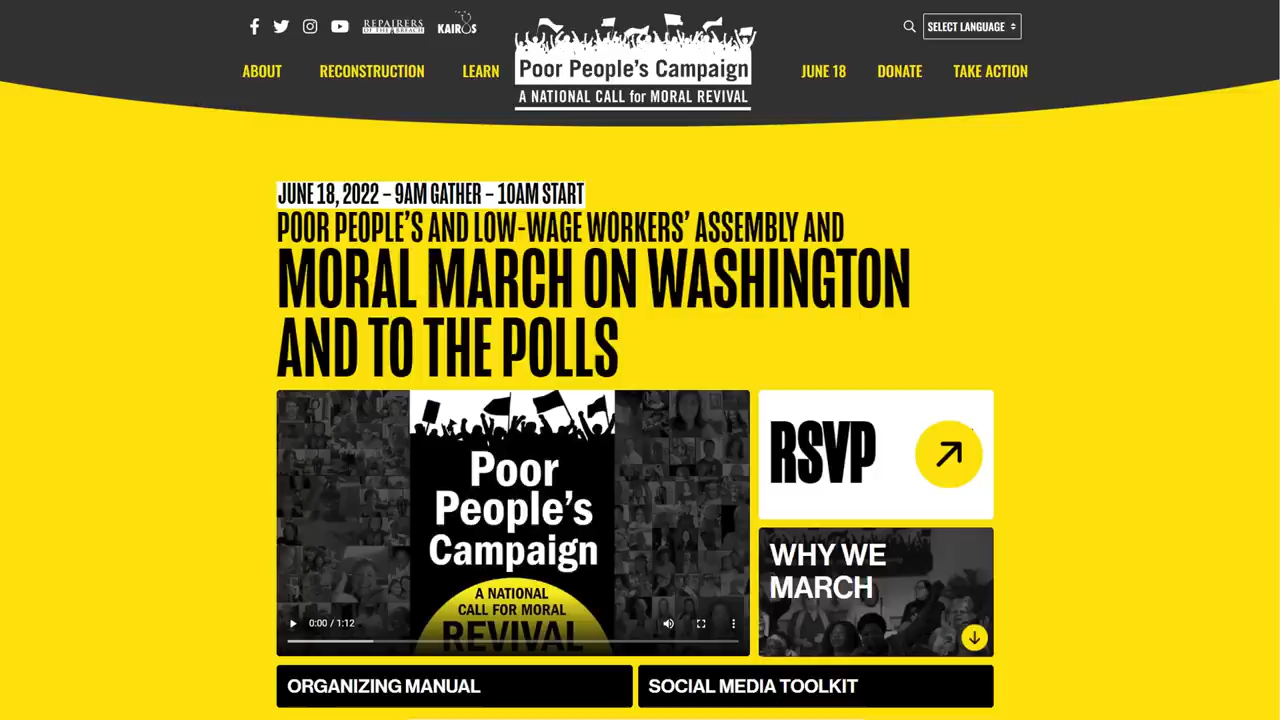 REPAIRERS
OF THE BREACH
KAIROS
SELECT LANGUAGE
ABOUT
RECONSTRUCTION
LEARN
Poor People's Campaign
A NATIONAL CALL for MORAL REVIVAL
JUNE 18
DONATE
TAKE ACTION
JUNE 18, 2022 – 9AM GATHER – 10AM START
POOR PEOPLE’S AND LOW-WAGE WORKERS’ ASSEMBLY AND
MORAL MARCH ON WASHINGTON
AND TO THE POLLS
Poor
People's
Campaign
A NATIONAL
CALL FOR MORAL
REVIVAL
0:00 / 1:12
RSVP
WHY WE
MARCH
ORGANIZING MANUAL
SOCIAL MEDIA TOOLKIT